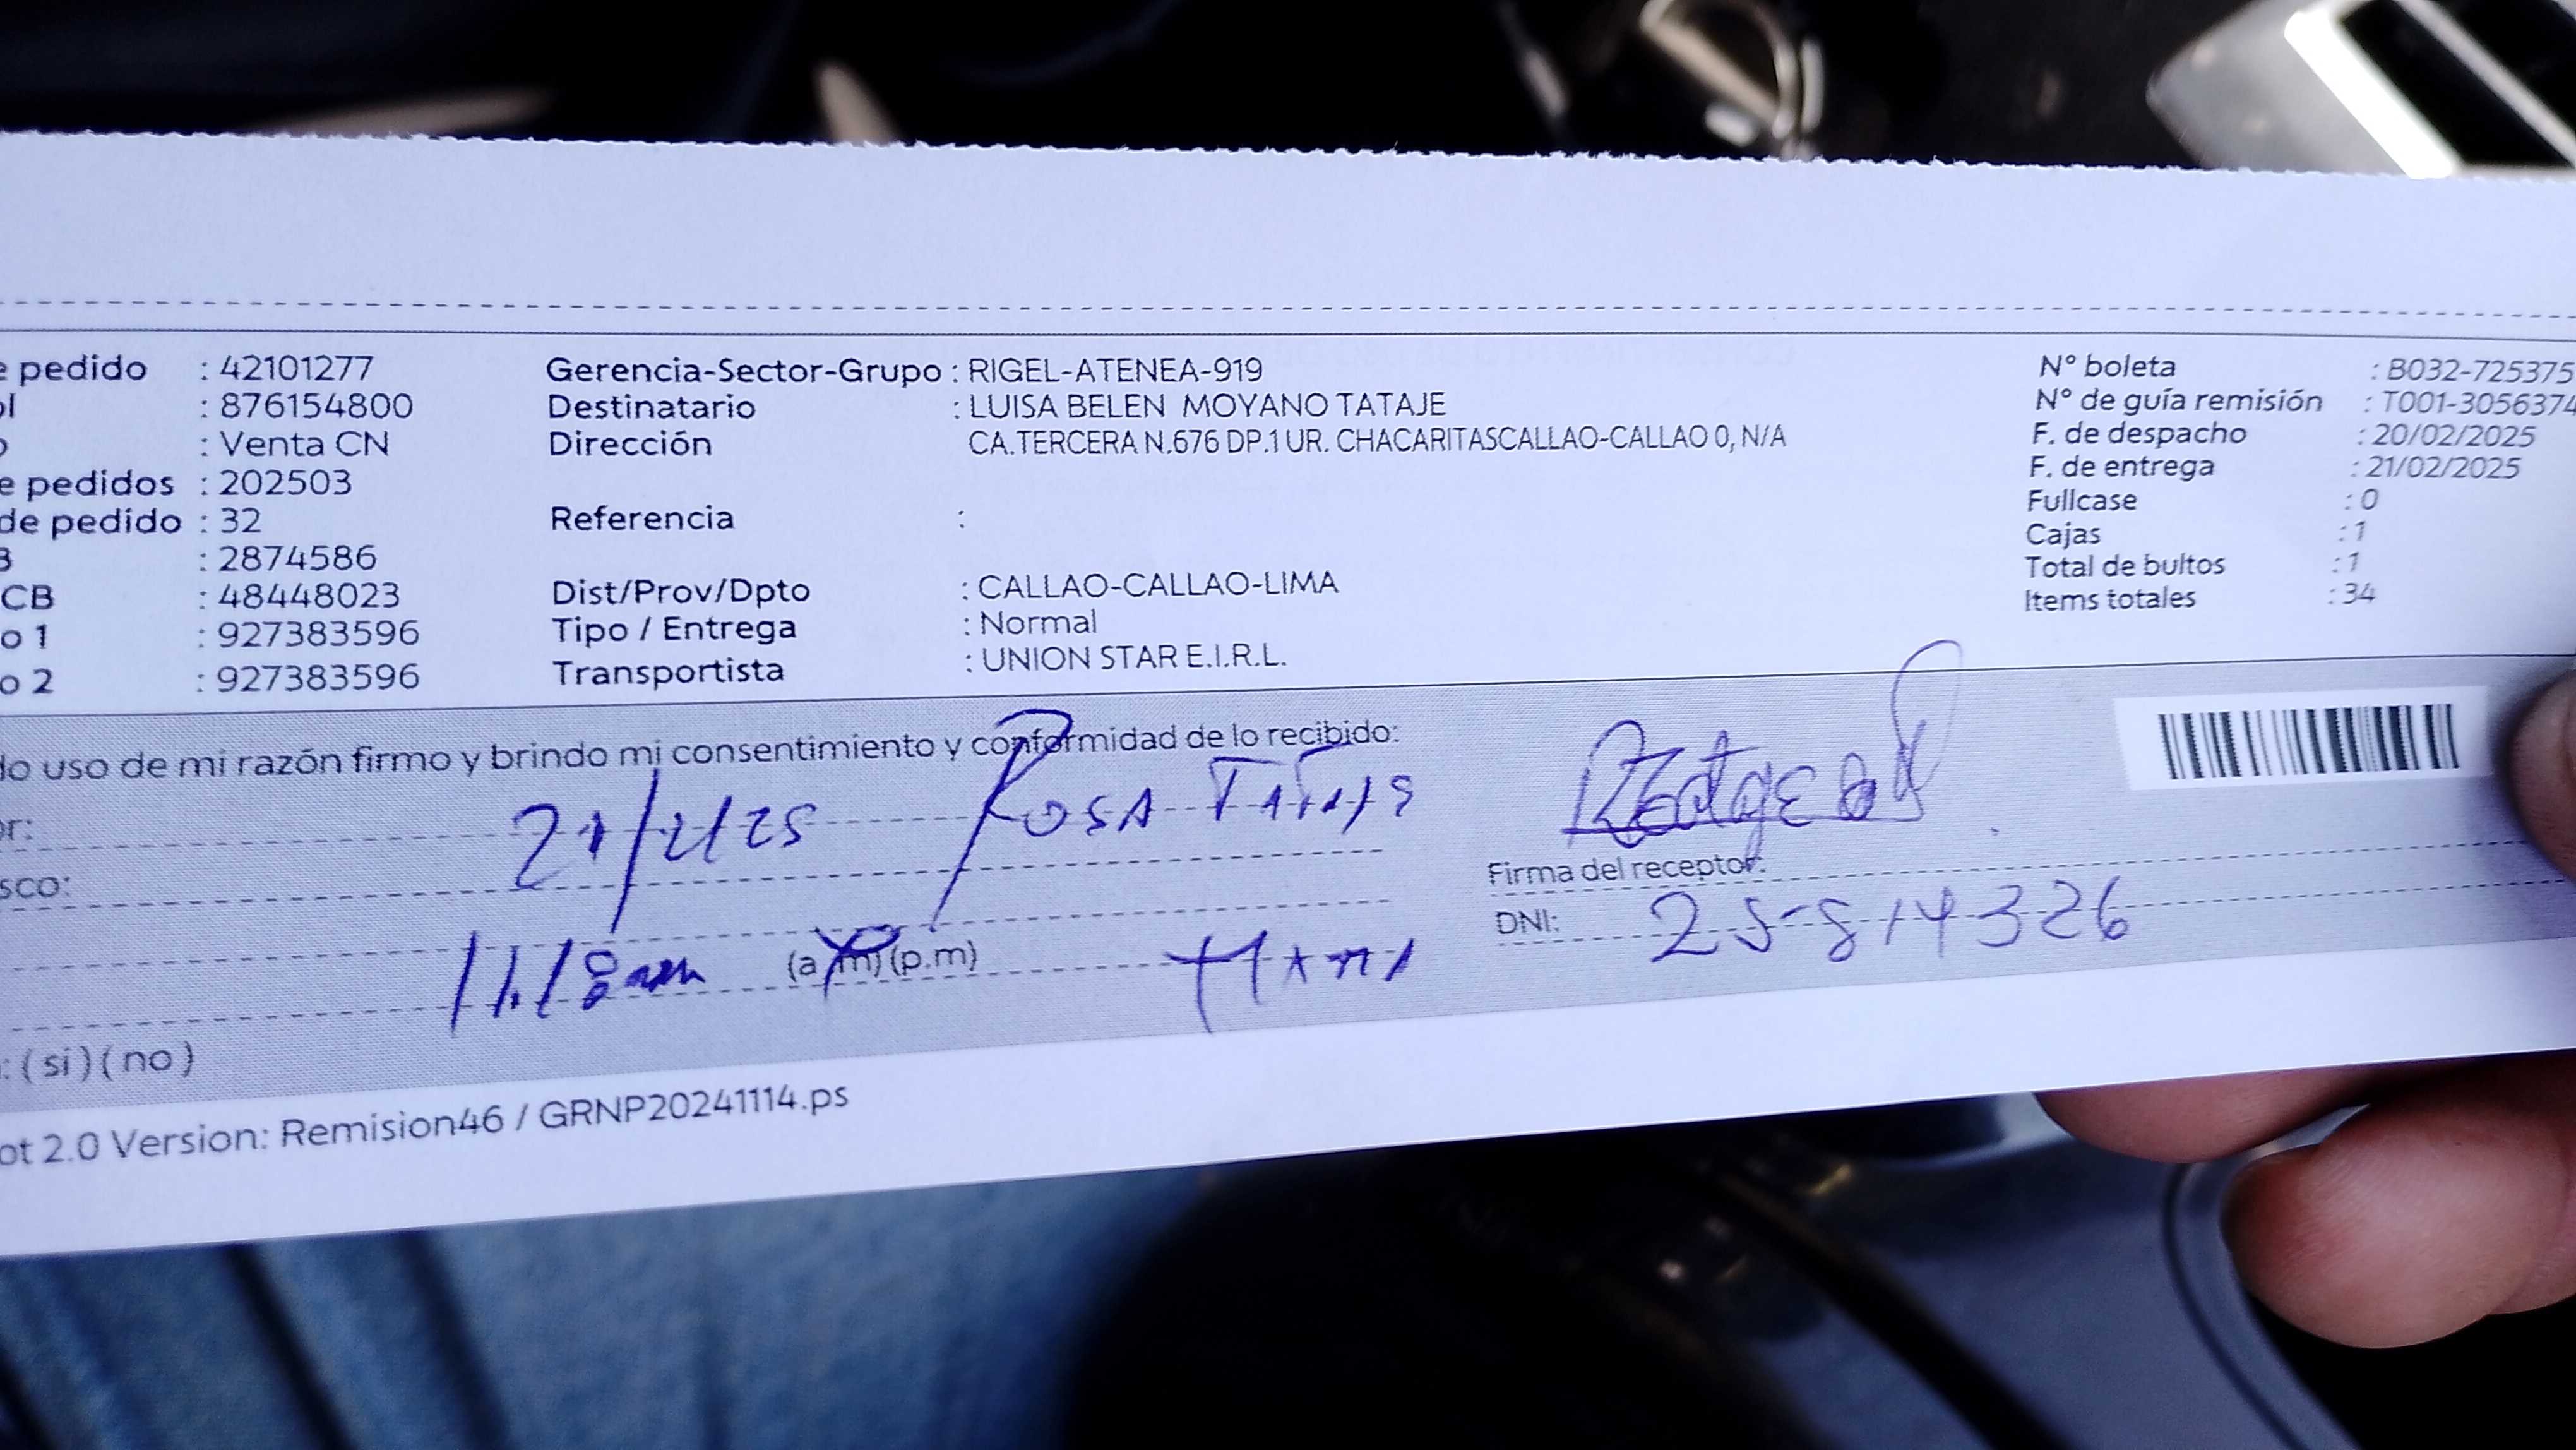 e pedido : 42101277 Gerencia-Sector-Grupo : RIGEL-ATENEA-919 N° boleta : B032-725375
ol : 876154800 Destinatario : LUISA BELEN MOYANO TATAJE N° de guía remisión : T001-3056374
o : Venta CN Dirección CA.TERCERA N.676 DP.1 UR. CHACARITASCALLAO-CALLAO 0, N/A F. de despacho : 20/02/2025
e pedidos : 202503 F. de entrega : 21/02/2025
de pedido : 32 Referencia : Fullcase : 0
B : 2874586 Cajas : 1
CB : 48448023 Dist/Prov/Dpto : CALLAO-CALLAO-LIMA Total de bultos : 1
o 1 : 927383596 Tipo / Entrega : Normal Items totales : 34
o 2 : 927383596 Transportista : UNION STAR E.I.R.L.
do uso de mi razón firmo y brindo mi consentimiento y conformidad de lo recibido:
or: 21/2/25 ROSA
sco: Firma del receptor:
11.18 am (a.m)(p.m) DNI: 25814326
: ( si ) ( no )
ot 2.0 Version: Remision46 / GRNP20241114.ps